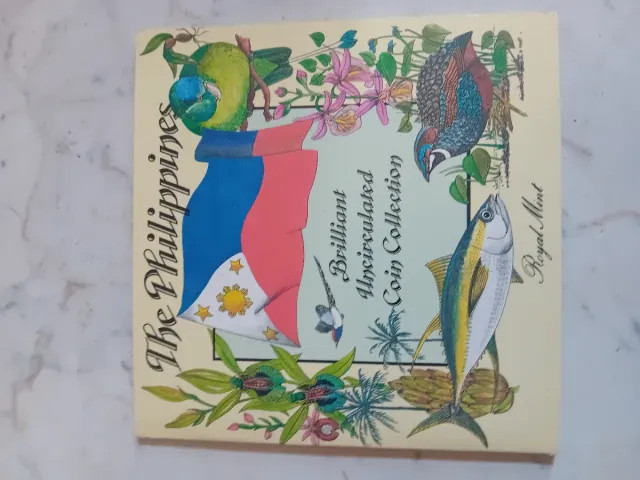 The Philippines
Brilliant
Uncirculated
Coin Collection
Royal Mint